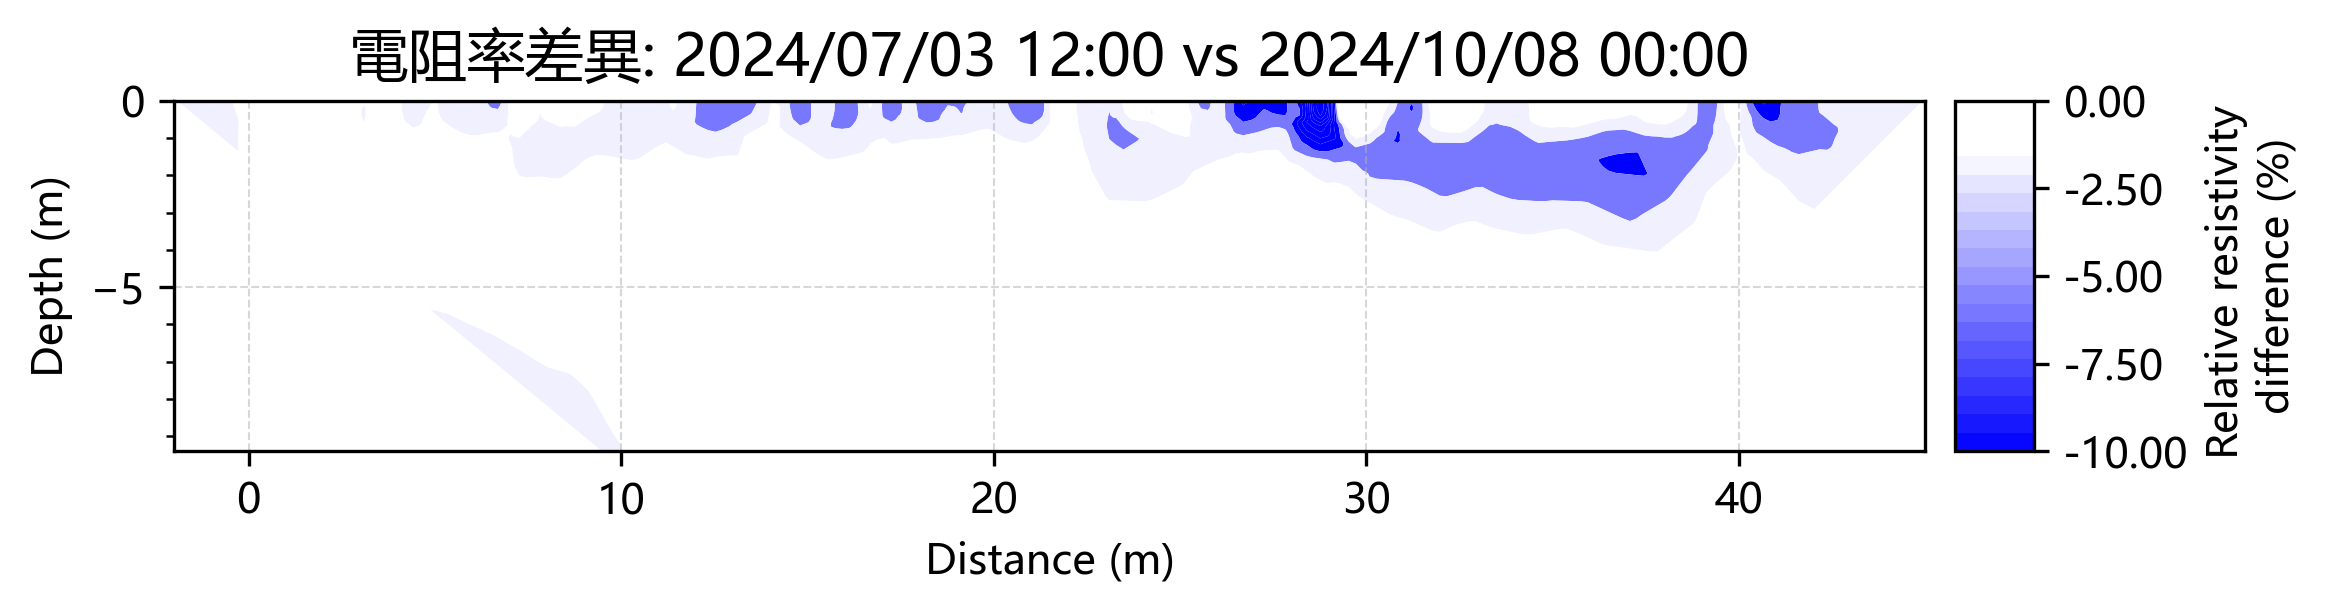 電阻率差異: 2024/07/03 12:00 vs 2024/10/08 00:00
0
−5
Depth (m)
0
10
20
30
40
Distance (m)
0.00
-2.50
-5.00
-7.50
-10.00
Relative resistivity
difference (%)